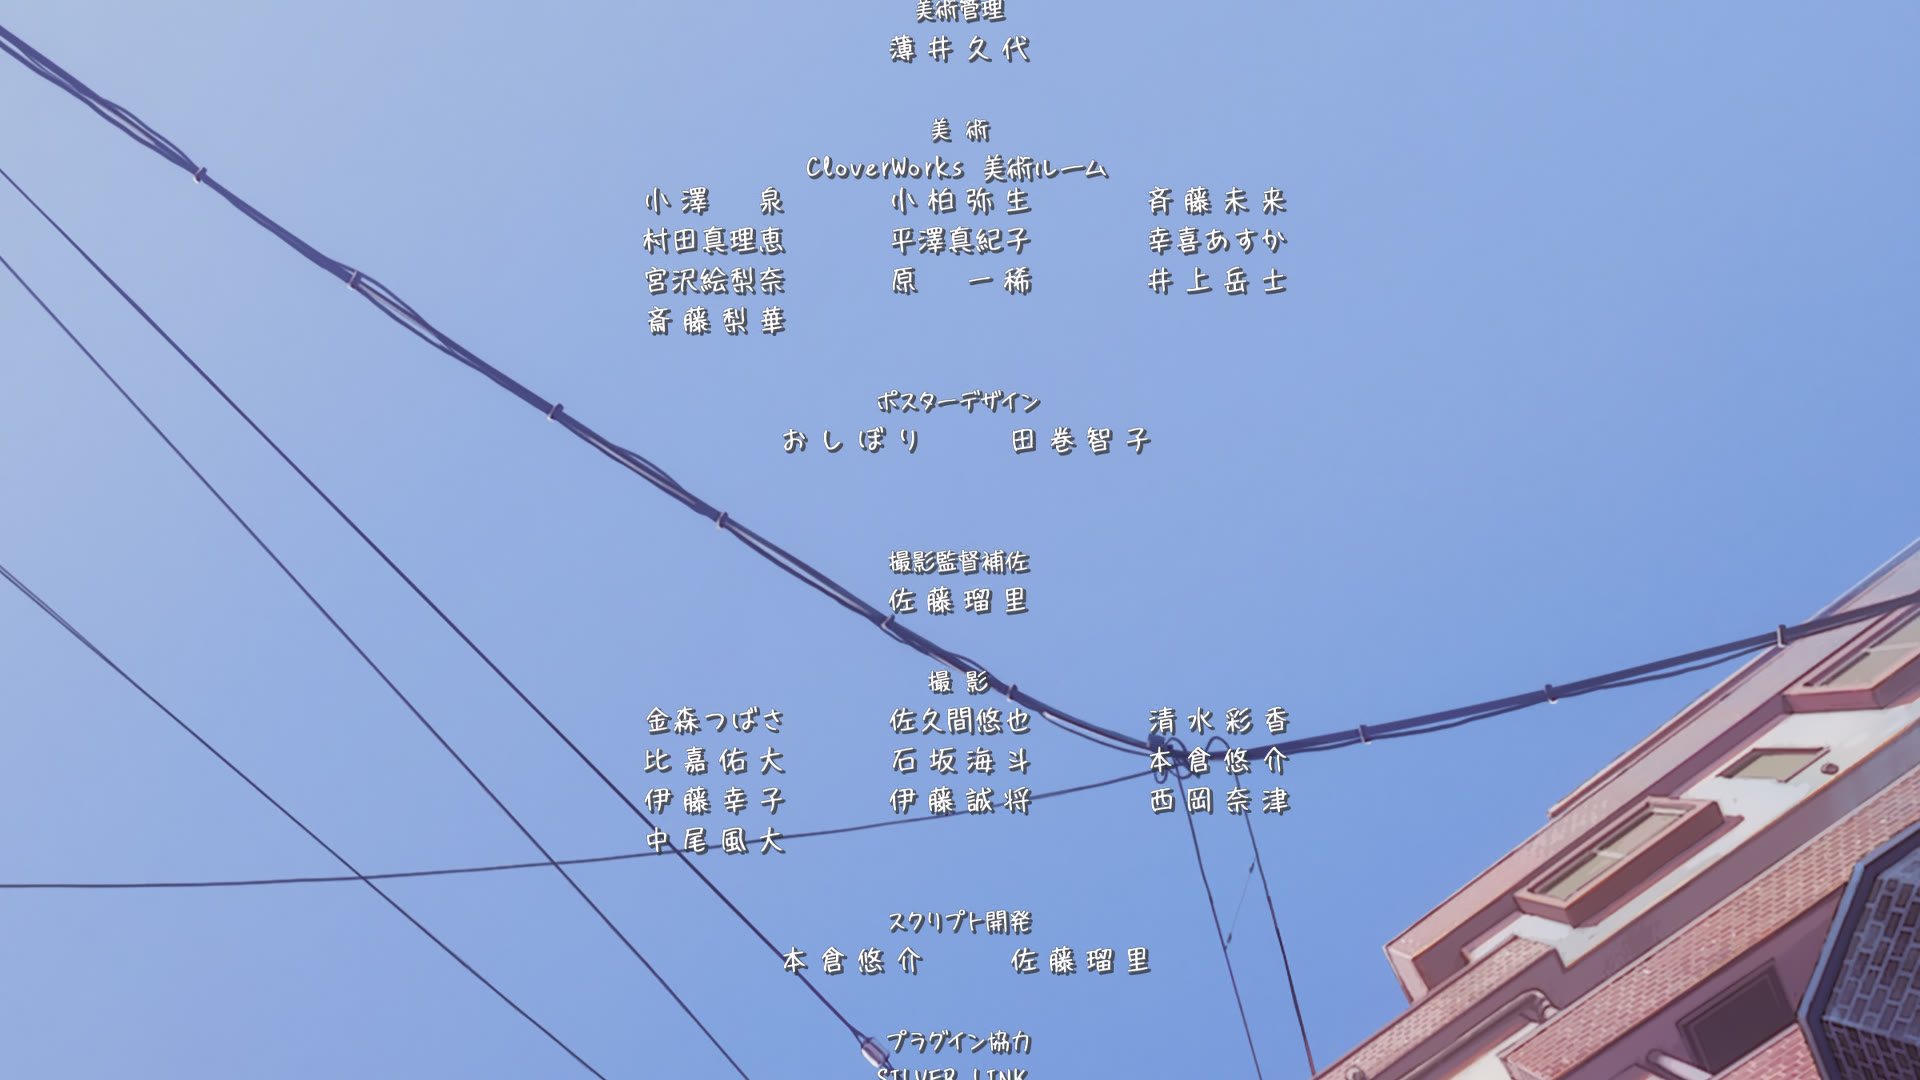 美術管理
薄井久代
美術
CloverWorks 美術ルーム
小澤 泉 小柏弥生 斉藤未来
村田真理恵 平澤真紀子 幸喜あすか
宮沢絵梨奈 原 一稀 井上岳士
斎藤梨華
ポスターデザイン
おしぼり 田巻智子
撮影監督補佐
佐藤瑠里
撮影
金森つばさ 佐久間悠也 清水彩香
比嘉佑大 石坂海斗 本倉悠介
伊藤幸子 伊藤誠将 西岡奈津
中尾風大
スクリプト開発
本倉悠介 佐藤瑠里
プラグイン協力
SILVER LINK